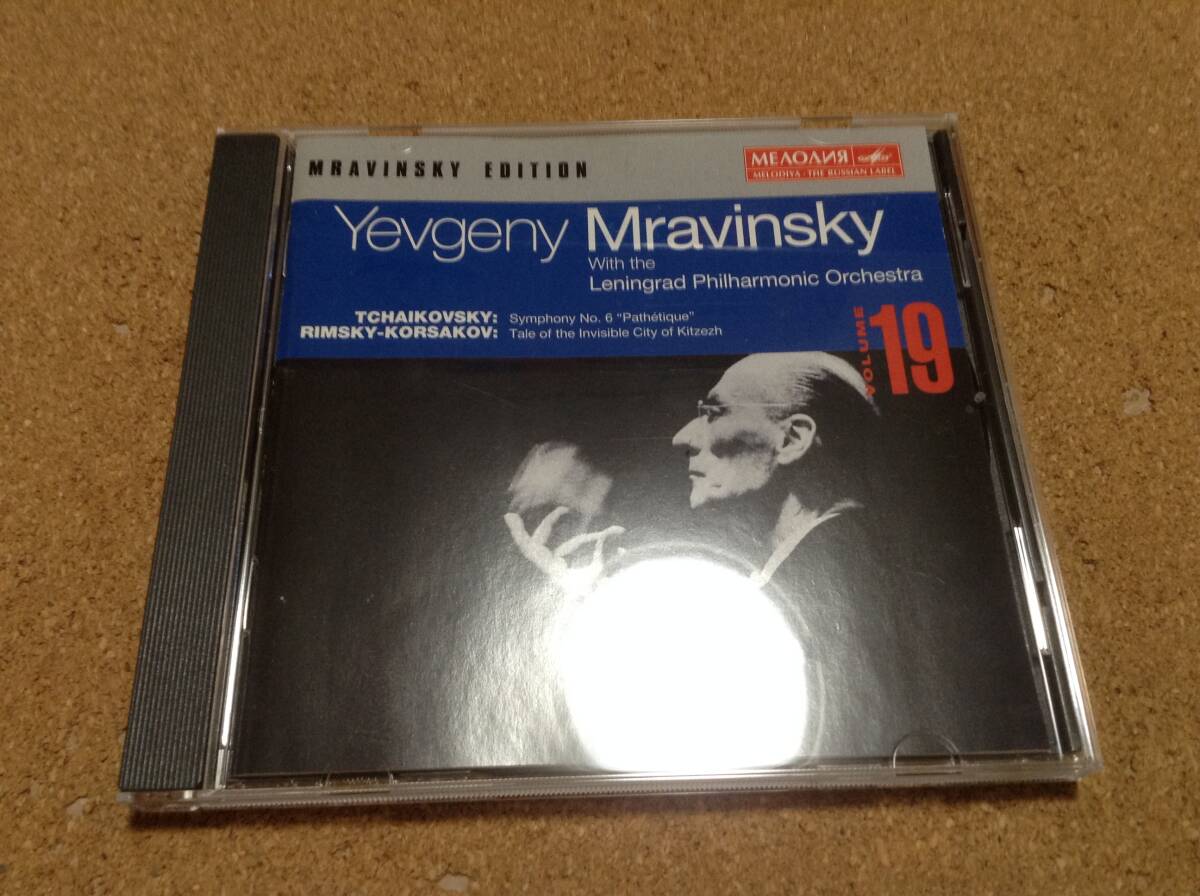 MRAVINSKY EDITION
МЕЛОДИЯ
MELODIYA · THE RUSSIAN LABEL
Yevgeny Mravinsky
With the
Leningrad Philharmonic Orchestra
TCHAIKOVSKY: Symphony No. 6 "Pathétique"
RIMSKY-KORSAKOV: Tale of the Invisible City of Kitzezh
VOLUME 19